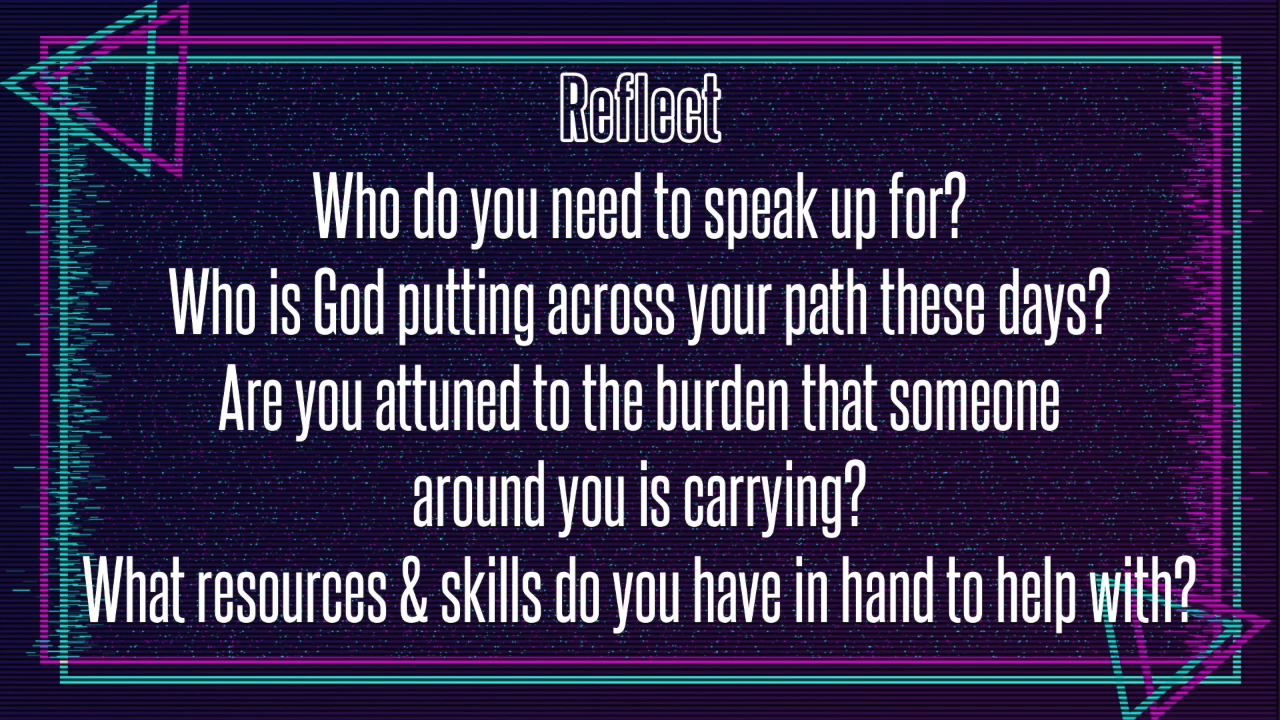 Reflect
Who do you need to speak up for?
Who is God putting across your path these days?
Are you attuned to the burden that someone
around you is carrying?
What resources & skills do you have in hand to help with?